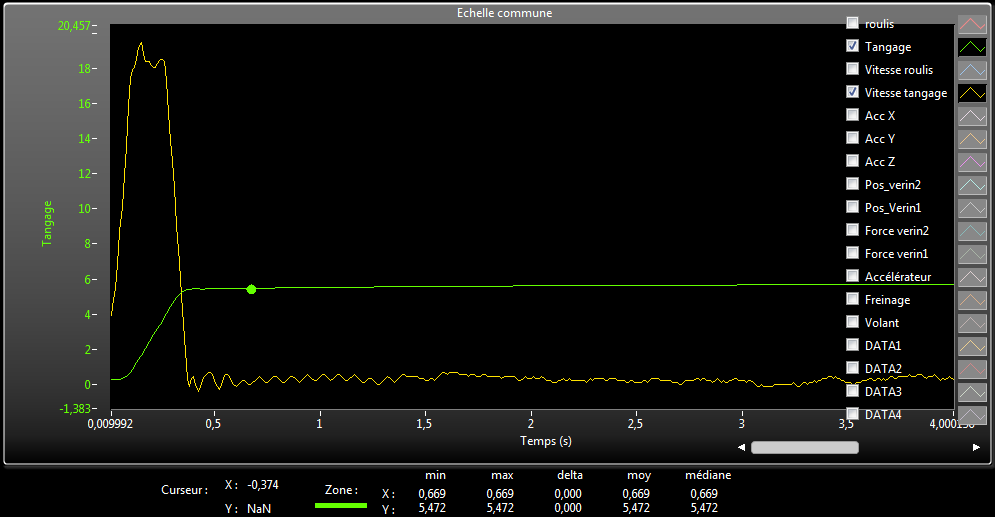 Echelle commune
20,457
18
16
14
12
10
8
6
4
2
0
-1,383
Tangage
0,009992
0,5
1
1,5
2
2,5
3
3,5
Temps (s)
roulis
Tangage
Vitesse roulis
Vitesse tangage
Acc X
Acc Y
Acc Z
Pos_verin2
Pos_Verin1
Force verin2
Force verin1
Accélérateur
Freinage
Volant
DATA1
DATA2
DATA3
DATA4
min max delta moy médiane
Curseur : X : -0,374 Zone : X : 0,669 0,669 0,000 0,669 0,669
Y : NaN Y : 5,472 5,472 0,000 5,472 5,472